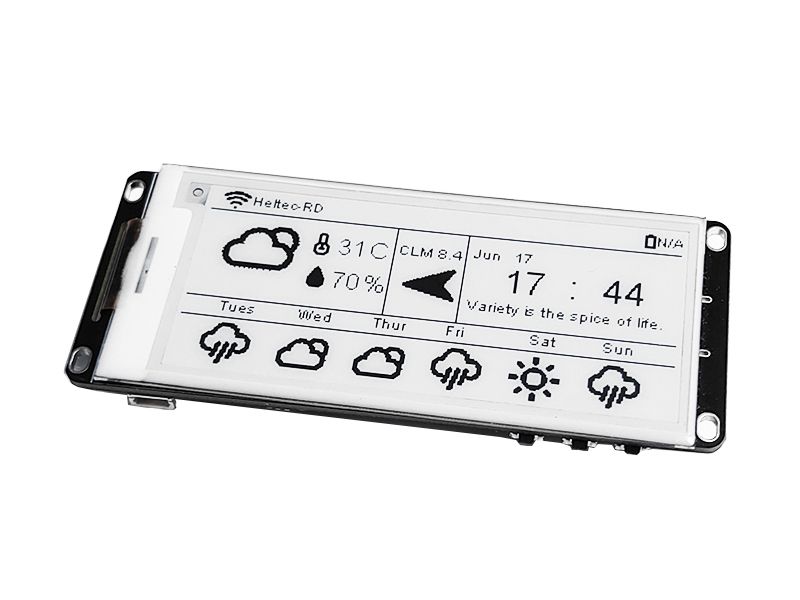 Heltec-RD
N/A
31C
70%
CLM 8.4
Jun 17
17 : 44
Variety is the spice of life.
Tues Wed Thur Fri Sat Sun